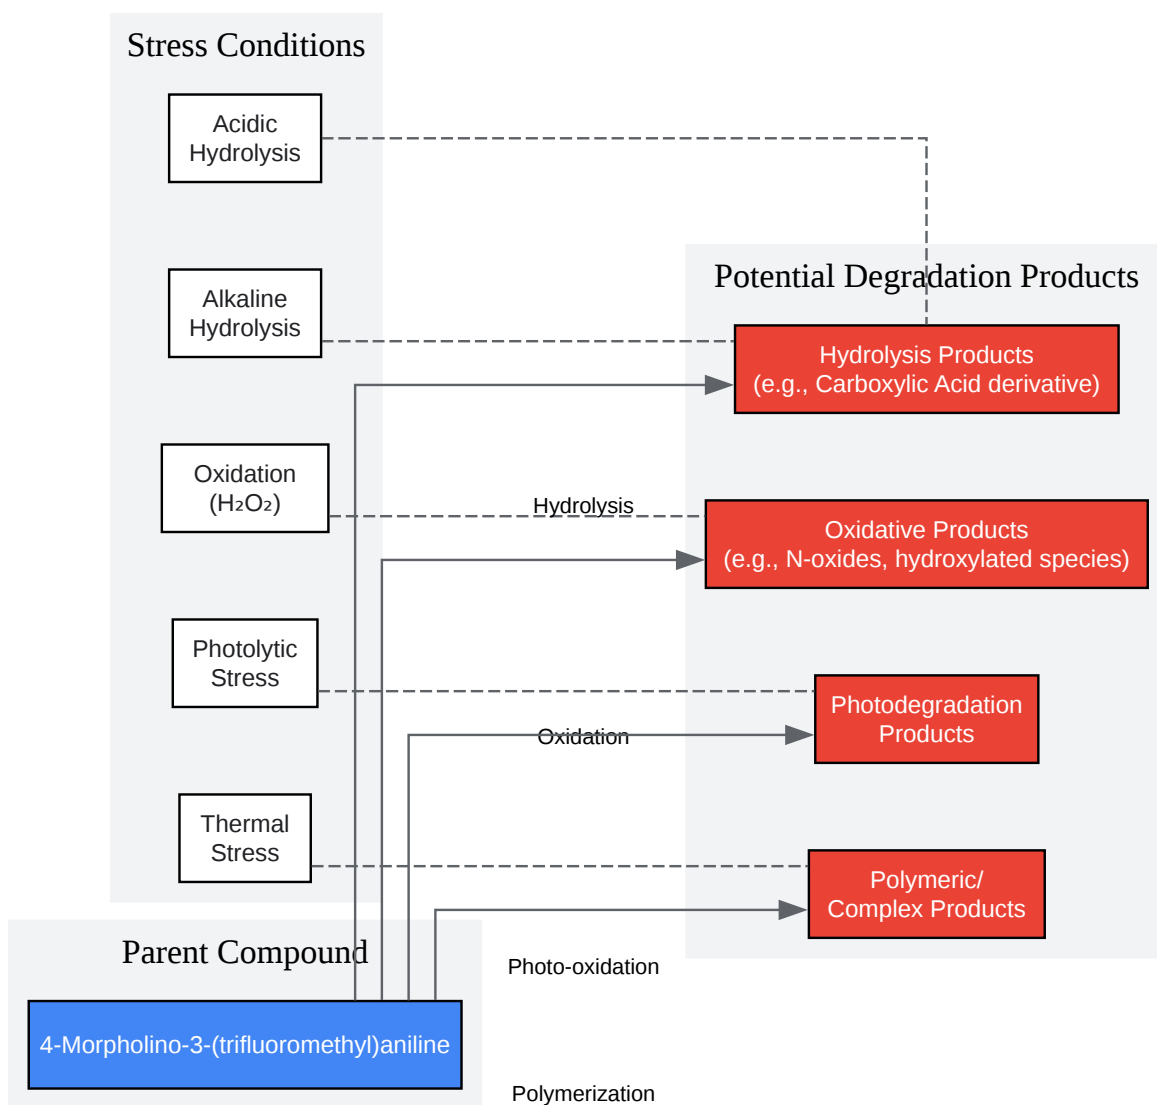 Stress Conditions
Acidic
Hydrolysis
Alkaline
Hydrolysis
Oxidation
(H₂O₂)
Photolytic
Stress
Thermal
Stress
Parent Compound
4-Morpholino-3-(trifluoromethyl)aniline
Hydrolysis
Oxidation
Photo-oxidation
Polymerization
Potential Degradation Products
Hydrolysis Products
(e.g., Carboxylic Acid derivative)
Oxidative Products
(e.g., N-oxides, hydroxylated species)
Photodegradation
Products
Polymeric/
Complex Products